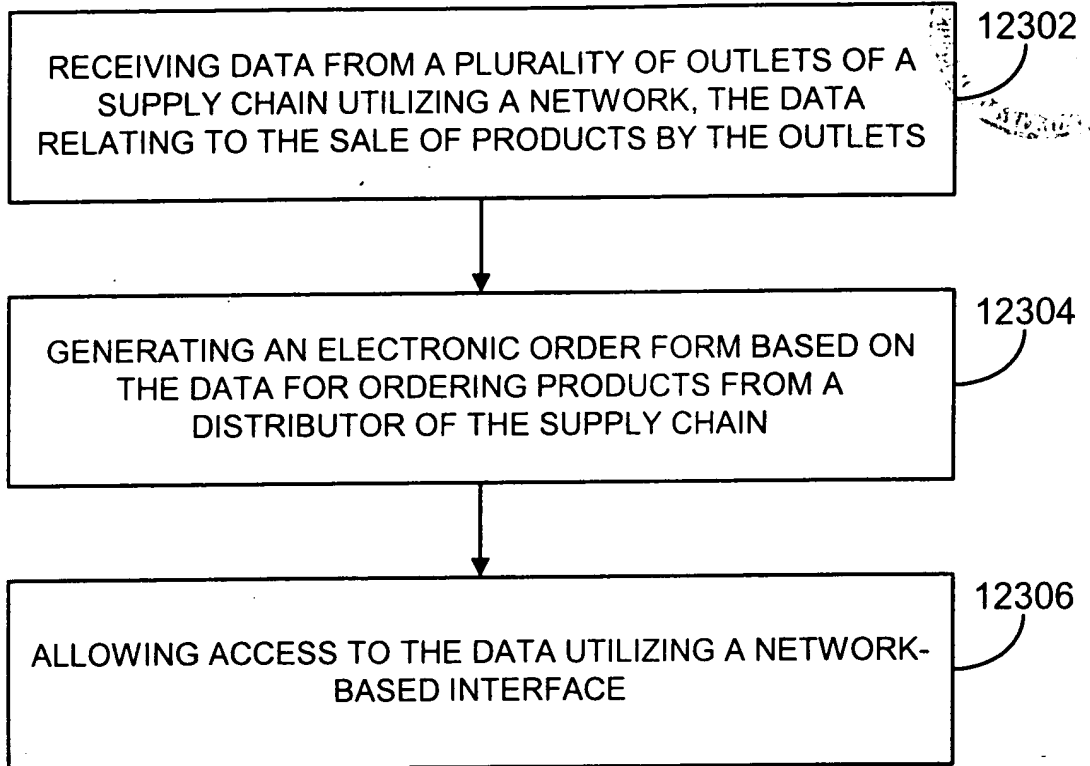 12302
RECEIVING DATA FROM A PLURALITY OF OUTLETS OF A
SUPPLY CHAIN UTILIZING A NETWORK, THE DATA
RELATING TO THE SALE OF PRODUCTS BY THE OUTLETS
12304
GENERATING AN ELECTRONIC ORDER FORM BASED ON
THE DATA FOR ORDERING PRODUCTS FROM A
DISTRIBUTOR OF THE SUPPLY CHAIN
12306
ALLOWING ACCESS TO THE DATA UTILIZING A NETWORK-
BASED INTERFACE